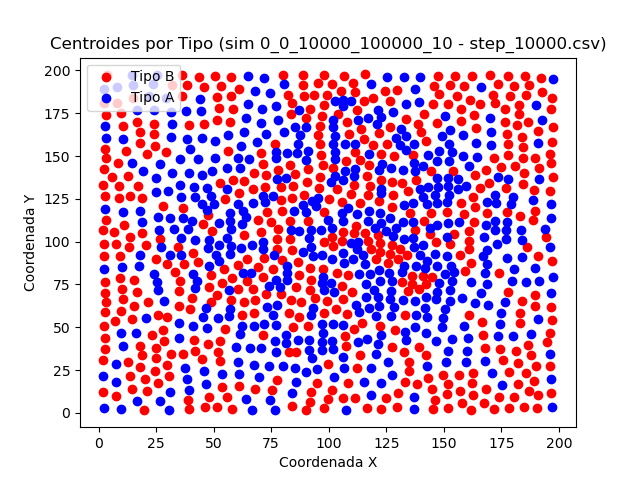 Centroides por Tipo (sim 0_0_10000_100000_10 - step_10000.csv)
Tipo B
Tipo A
200
175
150
125
100
75
50
25
0
Coordenada Y
0 25 50 75 100 125 150 175 200
Coordenada X